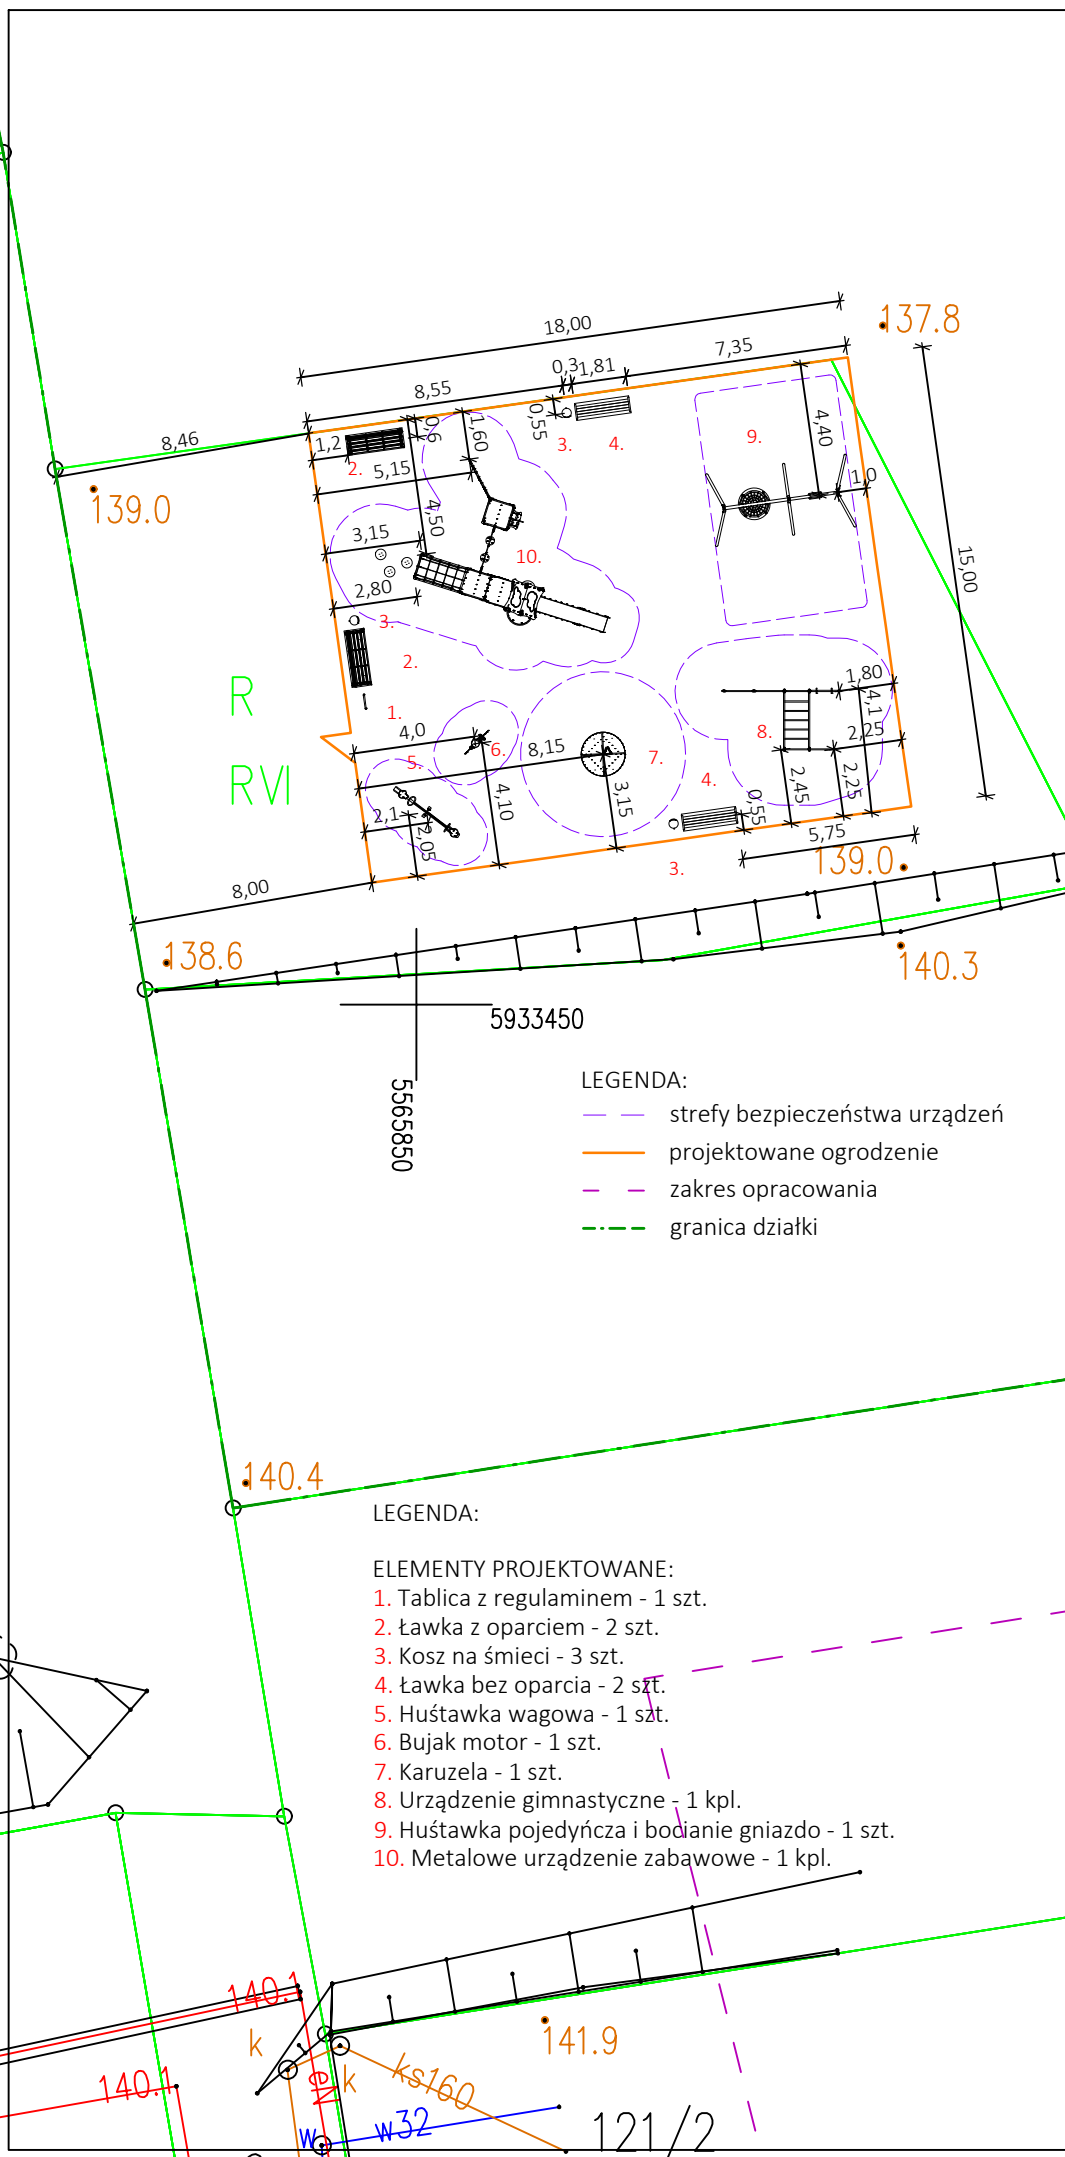 18,00
137.8
7,35
0,3
1,81
8,55
8,46
1,2
0,6
1,60
0,55
3.
4.
9.
4,40
2.
5,15
1,0
139.0
4,50
3,15
10.
15,00
2,80
3.
2.
R
1,80
4,1
1.
4,0
6.
8,15
7.
8.
2,25
5.
RVI
4.
4,10
3,15
2,45
2,25
0,55
2,1
2,05
5,75
139.0
3.
8,00
138.6
140.3
5933450
5565850
LEGENDA:
strefy bezpieczeństwa urządzeń
projektowane ogrodzenie
zakres opracowania
granica działki
140.4
LEGENDA:
ELEMENTY PROJEKTOWANE:
1. Tablica z regulaminem - 1 szt.
2. Ławka z oparciem - 2 szt.
3. Kosz na śmieci - 3 szt.
4. Ławka bez oparcia - 2 szt.
5. Huśtawka wagowa - 1 szt.
6. Bujak motor - 1 szt.
7. Karuzela - 1 szt.
8. Urządzenie gimnastyczne - 1 kpl.
9. Huśtawka pojedyńcza i bocianie gniazdo - 1 szt.
10. Metalowe urządzenie zabawowe - 1 kpl.
140.1
k
141.9
140.1
eN
k
ks160
w
w32
121/2